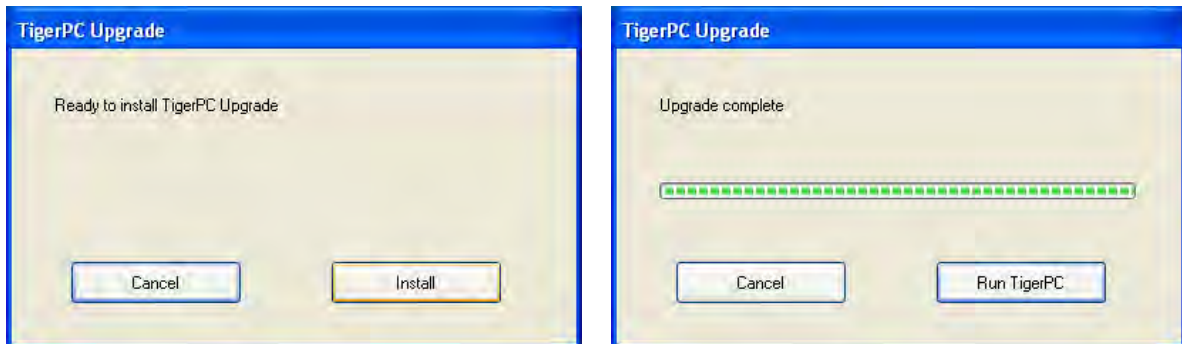 TigerPC Upgrade
Ready to install TigerPC Upgrade
Cancel
Install
TigerPC Upgrade
Upgrade complete
Cancel
Run TigerPC